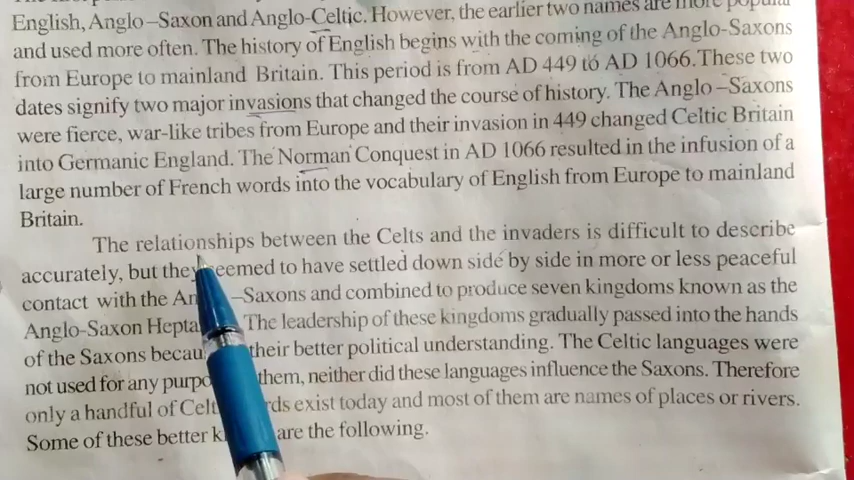 English, Anglo –Saxon and Anglo-Celtic. However, the earlier two names are more popular
and used more often. The history of English begins with the coming of the Anglo-Saxons
from Europe to mainland Britain. This period is from AD 449 to AD 1066.These two
dates signify two major invasions that changed the course of history. The Anglo –Saxons
were fierce, war-like tribes from Europe and their invasion in 449 changed Celtic Britain
into Germanic England. The Norman Conquest in AD 1066 resulted in the infusion of a
large number of French words into the vocabulary of English from Europe to mainland
Britain.
The relationships between the Celts and the invaders is difficult to describe
accurately, but they seemed to have settled down side by side in more or less peaceful
contact with the An –Saxons and combined to produce seven kingdoms known as the
Anglo-Saxon Hepta The leadership of these kingdoms gradually passed into the hands
of the Saxons becau their better political understanding. The Celtic languages were
not used for any purpo them, neither did these languages influence the Saxons. Therefore
only a handful of Celt rds exist today and most of them are names of places or rivers.
Some of these better k are the following.